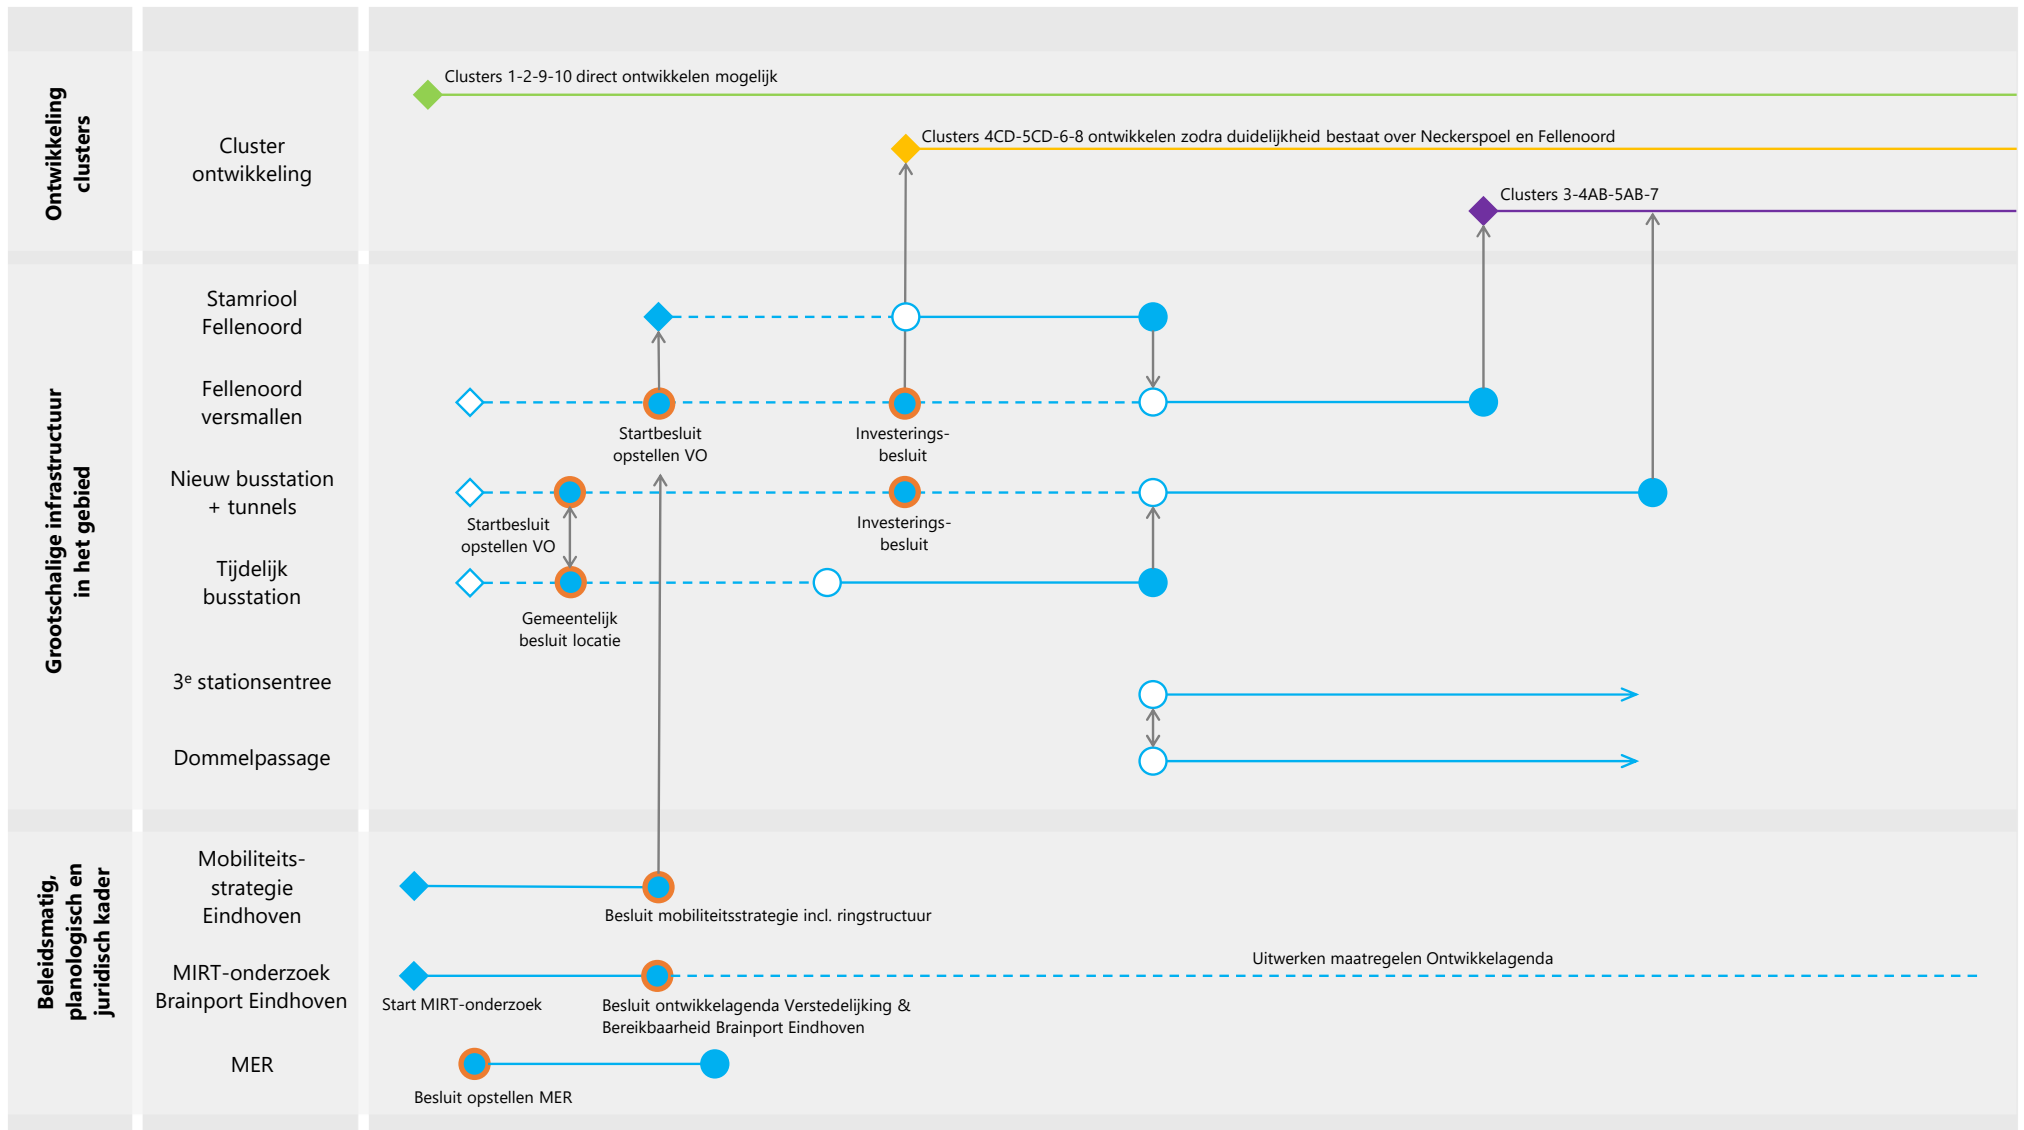 Ontwikkeling
clusters
Cluster
ontwikkeling
Clusters 1-2-9-10 direct ontwikkelen mogelijk
Clusters 4CD-5CD-6-8 ontwikkelen zodra duidelijkheid bestaat over Neckerspoel en Fellenoord
Clusters 3-4AB-5AB-7
Grootschalige infrastructuur
in het gebied
Stamriool
Fellenoord
Fellenoord
versmallen
Startbesluit
opstellen VO
Investerings-
besluit
Nieuw busstation
+ tunnels
Startbesluit
opstellen VO
Investerings-
besluit
Tijdelijk
busstation
Gemeentelijk
besluit locatie
3e stationsentree
Dommelpassage
Beleidsmatig,
planologisch en
juridisch kader
Mobiliteits-
strategie
Eindhoven
Besluit mobiliteitsstrategie incl. ringstructuur
MIRT-onderzoek
Brainport Eindhoven
Start MIRT-onderzoek
Besluit ontwikkelagenda Verstedelijking &
Bereikbaarheid Brainport Eindhoven
Uitwerken maatregelen Ontwikkelagenda
MER
Besluit opstellen MER